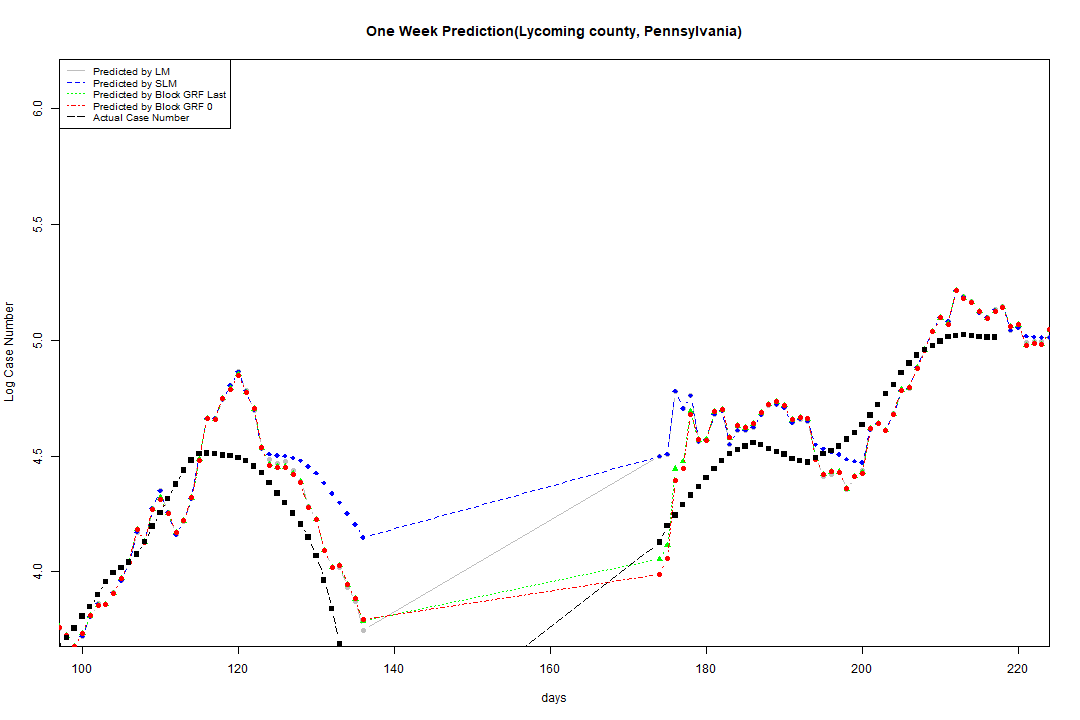 One Week Prediction(Lycoming county, Pennsylvania)
Predicted by LM
Predicted by SLM
Predicted by Block GRF Last
Predicted by Block GRF 0
Actual Case Number
6.0
5.5
5.0
4.5
4.0
Log Case Number
100 120 140 160 180 200 220
days